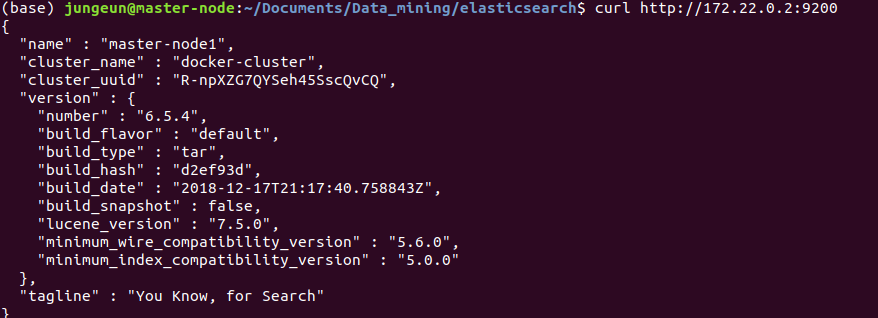 (base) jungeun@master-node:~/Documents/Data_mining/elasticsearch$ curl http://172.22.0.2:9200
{
  "name" : "master-node1",
  "cluster_name" : "docker-cluster",
  "cluster_uuid" : "R-npXZG7QYSeh45SscQvCQ",
  "version" : {
    "number" : "6.5.4",
    "build_flavor" : "default",
    "build_type" : "tar",
    "build_hash" : "d2ef93d",
    "build_date" : "2018-12-17T21:17:40.758843Z",
    "build_snapshot" : false,
    "lucene_version" : "7.5.0",
    "minimum_wire_compatibility_version" : "5.6.0",
    "minimum_index_compatibility_version" : "5.0.0"
  },
  "tagline" : "You Know, for Search"
}